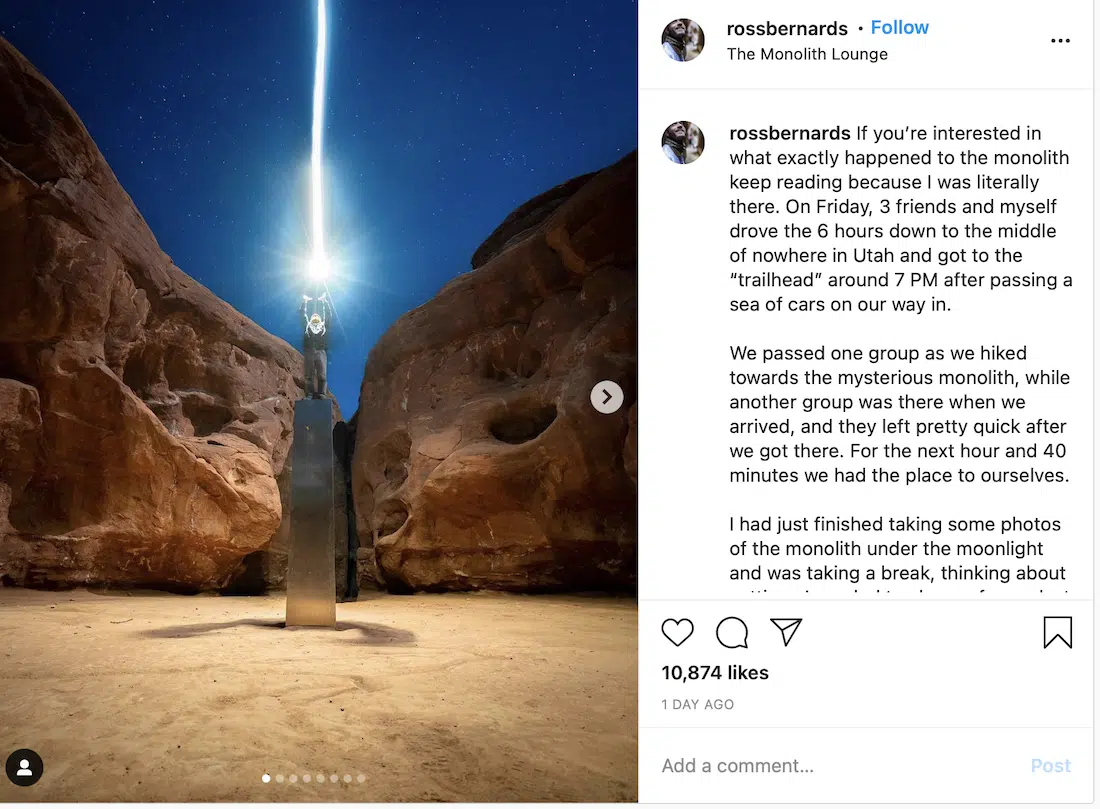 rossbernards • Follow
The Monolith Lounge
rossbernards If you’re interested in
what exactly happened to the monolith
keep reading because I was literally
there. On Friday, 3 friends and myself
drove the 6 hours down to the middle
of nowhere in Utah and got to the
“trailhead” around 7 PM after passing a
sea of cars on our way in.
We passed one group as we hiked
towards the mysterious monolith, while
another group was there when we
arrived, and they left pretty quick after
we got there. For the next hour and 40
minutes we had the place to ourselves.
I had just finished taking some photos
of the monolith under the moonlight
and was taking a break, thinking about
10,874 likes
1 DAY AGO
Add a comment...
Post